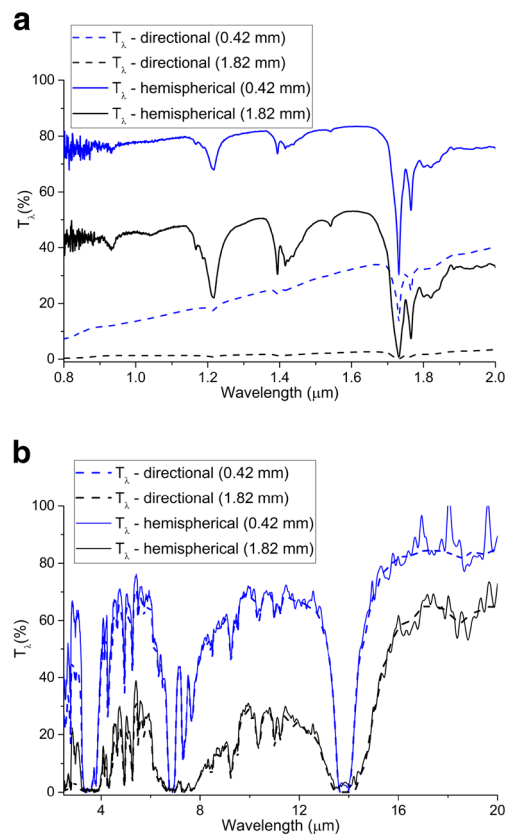 a
T_λ - directional (0.42 mm)
T_λ - directional (1.82 mm)
T_λ - hemispherical (0.42 mm)
T_λ - hemispherical (1.82 mm)
100
80
60
40
20
0
T_λ(%)
0.8 1.0 1.2 1.4 1.6 1.8 2.0
Wavelength (μm)
b
T_λ - directional (0.42 mm)
T_λ - directional (1.82 mm)
T_λ - hemispherical (0.42 mm)
T_λ - hemispherical (1.82 mm)
100
80
60
40
20
0
T_λ(%)
4 8 12 16 20
Wavelength (μm)